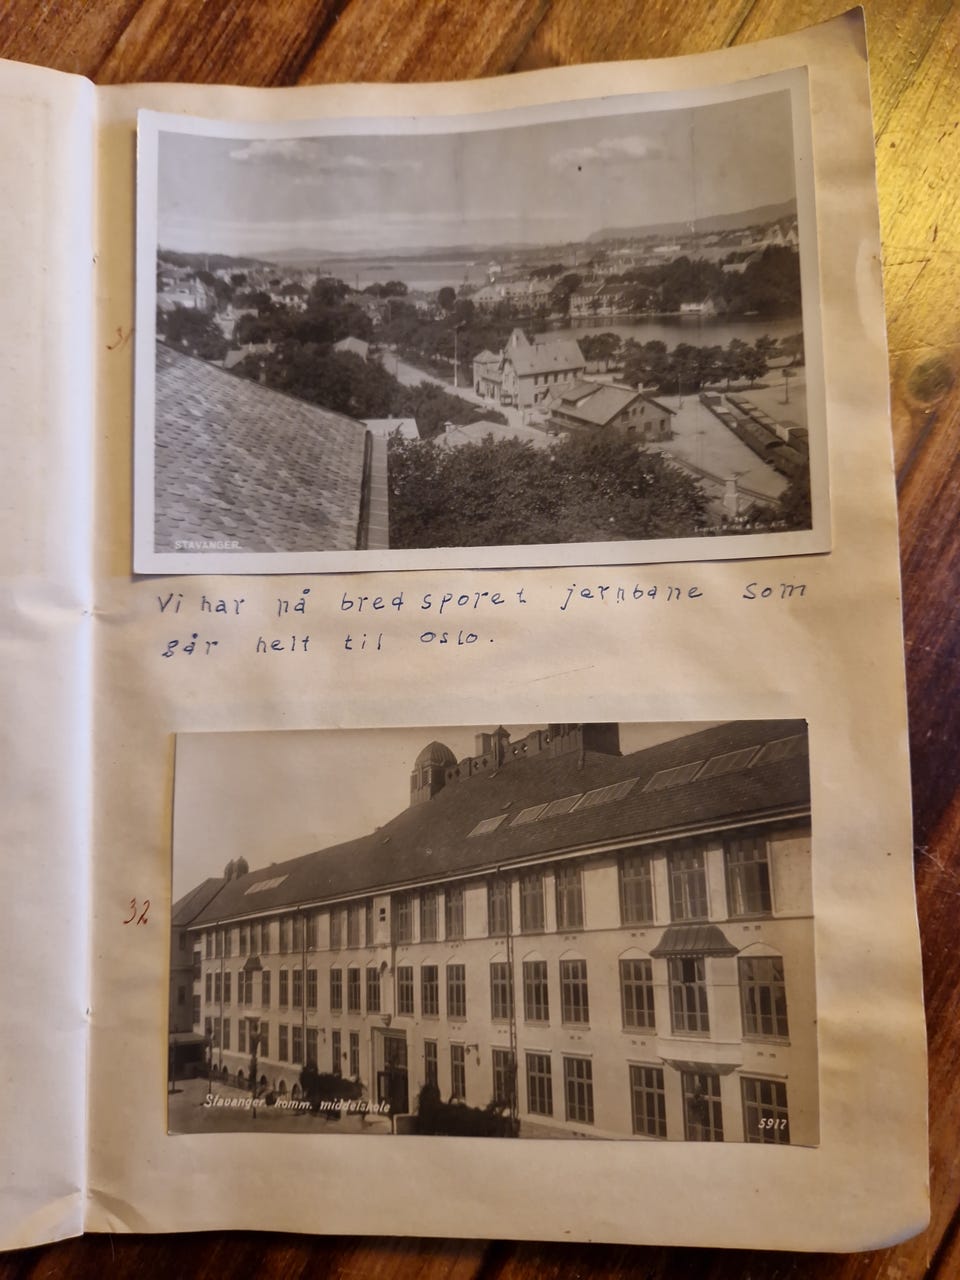 31
STAVANGER.
Vi har nå bredsporet jernbane som
går helt til oslo.
32
Stavanger. komm. middelskole
5917